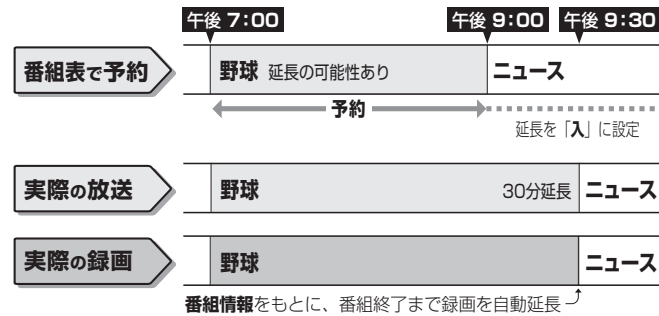 午後 7:00 午後 9:00 午後 9:30
番組表で予約 野球 延長の可能性あり ニュース
予約
延長を「入」に設定
実際の放送 野球 30分延長 ニュース
実際の録画 野球 ニュース
番組情報をもとに、番組終了まで録画を自動延長